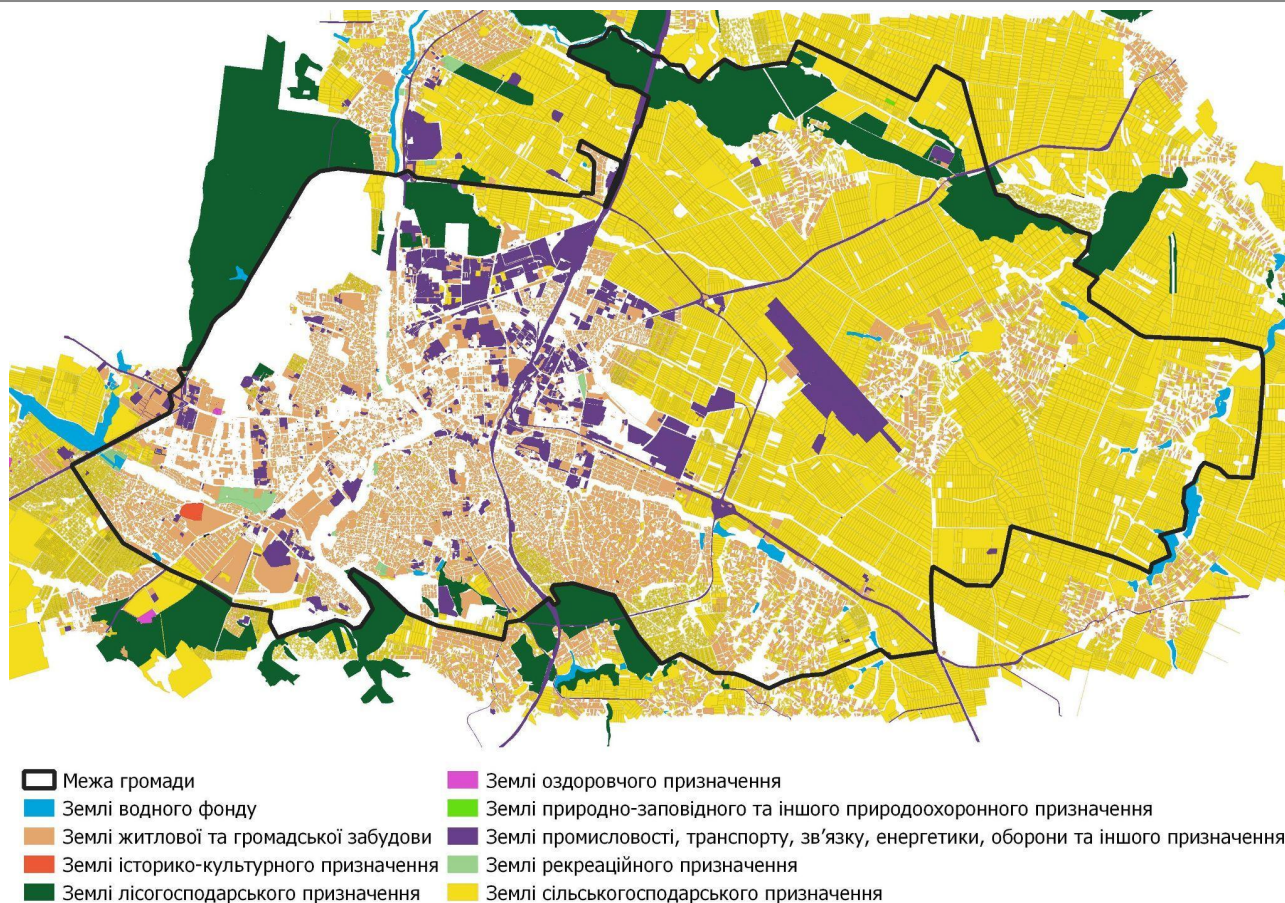 Межа громади
Землі водного фонду
Землі житлової та громадської забудови
Землі історико-культурного призначення
Землі лісогосподарського призначення
Землі оздоровчого призначення
Землі природно-заповідного та іншого природоохоронного призначення
Землі промисловості, транспорту, зв’язку, енергетики, оборони та іншого призначення
Землі рекреаційного призначення
Землі сільськогосподарського призначення